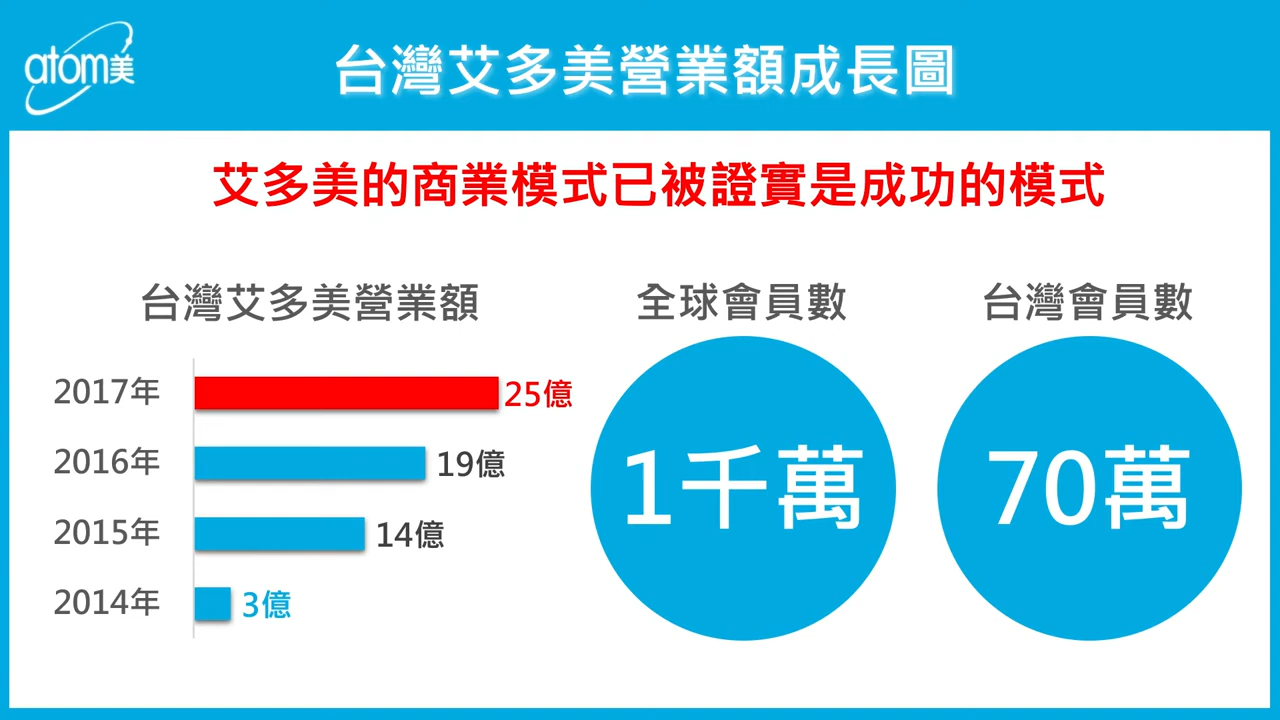 atom美
台灣艾多美營業額成長圖
艾多美的商業模式已被證實是成功的模式
台灣艾多美營業額
2017年 25億
2016年 19億
2015年 14億
2014年 3億
全球會員數
1千萬
台灣會員數
70萬